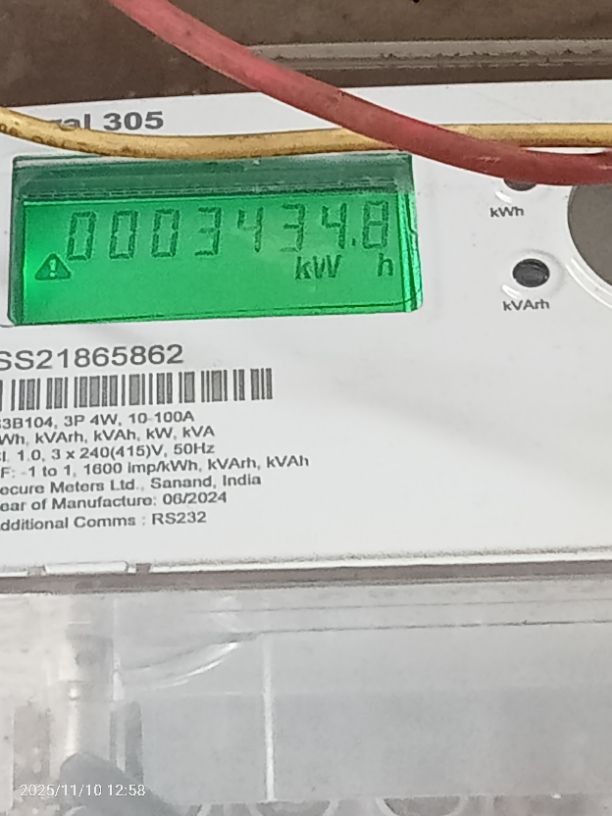 305
0003434.8
kW h
kWh
kVArh
SS21865862
3B104, 3P 4W, 10-100A
Wh, kVArh, kVAh, kW, kVA
1.0, 3 x 240(415)V, 50Hz
F: -1 to 1, 1600 imp/kWh, kVArh, kVAh
ecure Meters Ltd., Sanand, India
ear of Manufacture: 06/2024
dditional Comms : RS232
2025/11/10 12:58